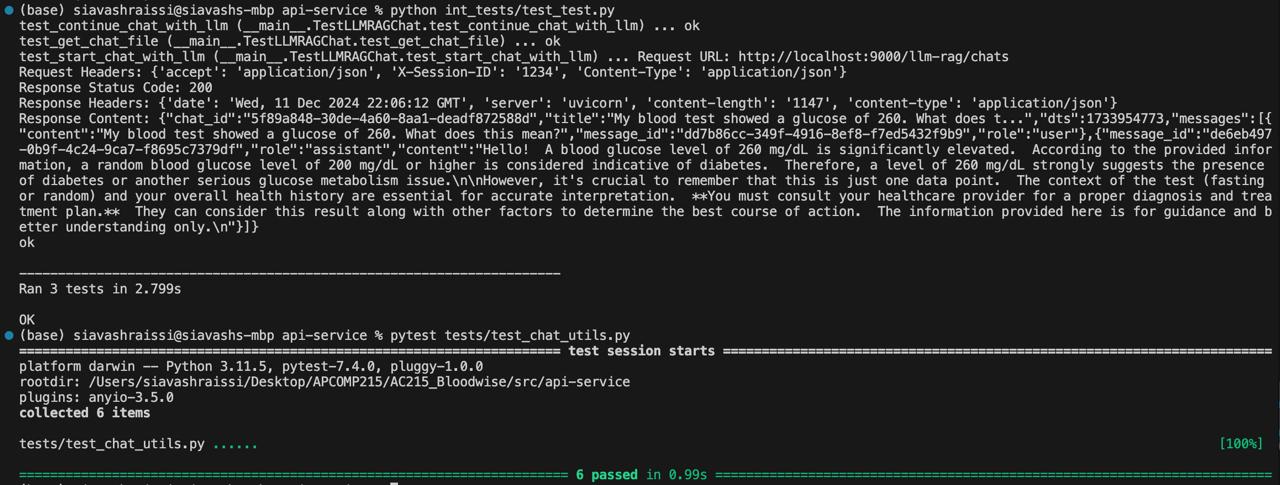 (base) siavashraissi@siavashs-mbp api-service % python int_tests/test_test.py
test_continue_chat_with_llm (__main__.TestLLMRAGChat.test_continue_chat_with_llm) ... ok
test_get_chat_file (__main__.TestLLMRAGChat.test_get_chat_file) ... ok
test_start_chat_with_llm (__main__.TestLLMRAGChat.test_start_chat_with_llm) ... Request URL: http://localhost:9000/llm-rag/chats
Request Headers: {'accept': 'application/json', 'X-Session-ID': '1234', 'Content-Type': 'application/json'}
Response Status Code: 200
Response Headers: {'date': 'Wed, 11 Dec 2024 22:06:12 GMT', 'server': 'uvicorn', 'content-length': '1147', 'content-type': 'application/json'}
Response Content: {"chat_id":"5f89a848-30de-4a60-8aa1-deadf872588d","title":"My blood test showed a glucose of 260. What does t...","dts":1733954773,"messages":[{
"content":"My blood test showed a glucose of 260. What does this mean?","message_id":"dd7b86cc-349f-4916-8ef8-f7ed5432f9b9","role":"user"},{"message_id":"de6eb497
-0b9f-4c24-9ca7-f8695c7379df","role":"assistant","content":"Hello!  A blood glucose level of 260 mg/dL is significantly elevated.  According to the provided infor
mation, a random blood glucose level of 200 mg/dL or higher is considered indicative of diabetes.  Therefore, a level of 260 mg/dL strongly suggests the presence
of diabetes or another serious glucose metabolism issue.\n\nHowever, it's crucial to remember that this is just one data point.  The context of the test (fasting
or random) and your overall health history are essential for accurate interpretation.  **You must consult your healthcare provider for a proper diagnosis and trea
tment plan.**  They can consider this result along with other factors to determine the best course of action.  The information provided here is for guidance and b
etter understanding only.\n"}]}
ok
----------------------------------------------------------------------
Ran 3 tests in 2.799s
OK
(base) siavashraissi@siavashs-mbp api-service % pytest tests/test_chat_utils.py
test session starts
platform darwin -- Python 3.11.5, pytest-7.4.0, pluggy-1.0.0
rootdir: /Users/siavashraissi/Desktop/APCOMP215/AC215_Bloodwise/src/api-service
plugins: anyio-3.5.0
collected 6 items
tests/test_chat_utils.py ...... [100%]
6 passed in 0.99s